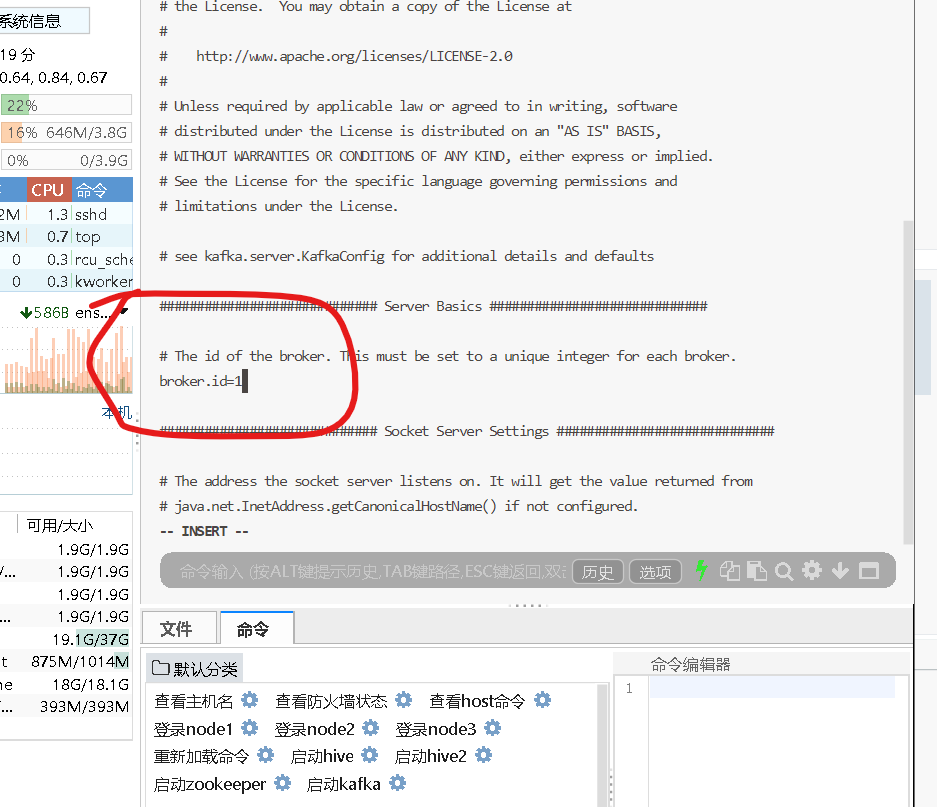 系统信息
19 分
0.64, 0.84, 0.67
22%
16% 646M/3.8G
0% 0/3.9G
CPU 命令
2M 1.3 sshd
3M 0.7 top
0 0.3 rcu_sche
0 0.3 kworker
↓586B ens...
本机
可用/大小
1.9G/1.9G
/... 1.9G/1.9G
1.9G/1.9G
... 1.9G/1.9G
19.1G/37G
t 875M/1014M
ne 18G/18.1G
/... 393M/393M
# the License.  You may obtain a copy of the License at
#
#    http://www.apache.org/licenses/LICENSE-2.0
#
# Unless required by applicable law or agreed to in writing, software
# distributed under the License is distributed on an "AS IS" BASIS,
# WITHOUT WARRANTIES OR CONDITIONS OF ANY KIND, either express or implied.
# See the License for the specific language governing permissions and
# limitations under the License.
# see kafka.server.KafkaConfig for additional details and defaults
############################# Server Basics #############################
# The id of the broker. This must be set to a unique integer for each broker.
broker.id=1
############################# Socket Server Settings #############################
# The address the socket server listens on. It will get the value returned from
# java.net.InetAddress.getCanonicalHostName() if not configured.
-- INSERT --
命令输入 (按ALT键提示历史,TAB键路径,ESC键返回,双击 历史 选项
文件 命令
默认分类
查看主机名 查看防火墙状态 查看host命令
登录node1 登录node2 登录node3
重新加载命令 启动hive 启动hive2
启动zookeeper 启动kafka
命令编辑器
1